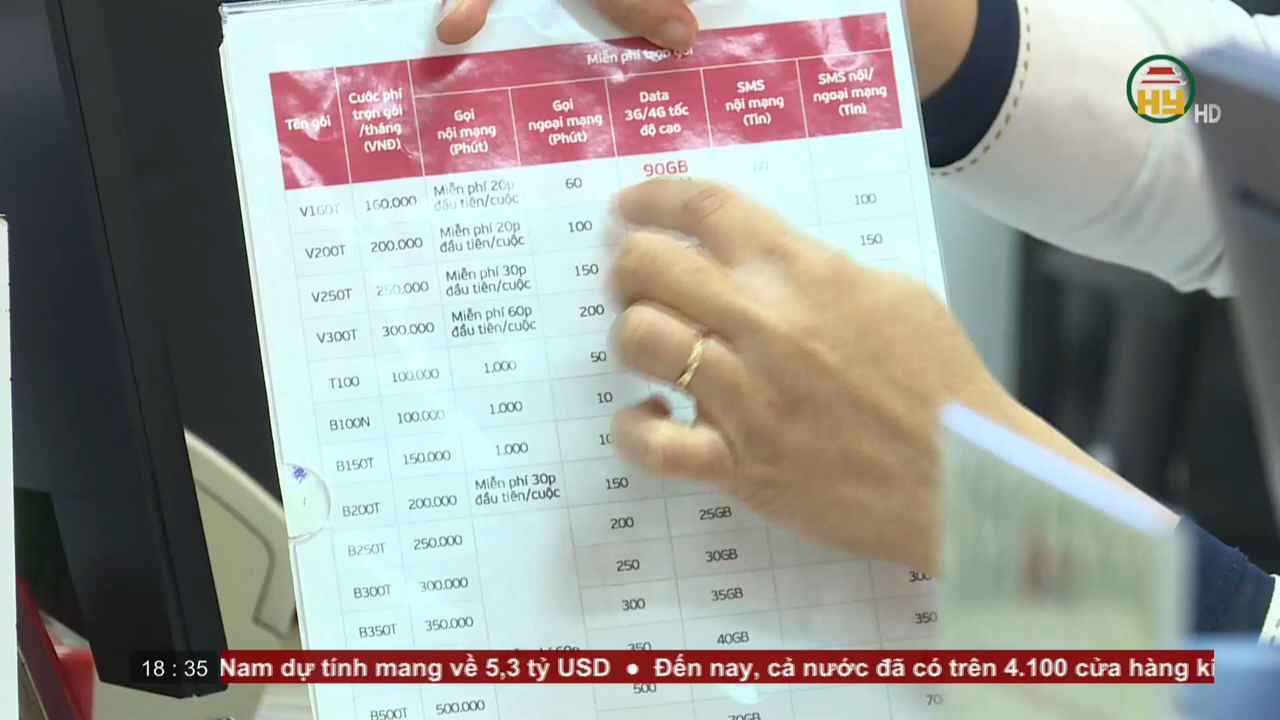 HY HD
Miễn phí trọn gói
Tên gói
Cước phí
trọn gói
/tháng
(VNĐ)
Gọi
nội mạng
(Phút)
Gọi
ngoại mạng
(Phút)
Data
3G/4G tốc
độ cao
SMS
nội mạng
(Tin)
SMS nội/
ngoại mạng
(Tin)
V160T 160.000 Miễn phí 20p đầu tiên/cuộc 60 90GB 60
V200T 200.000 Miễn phí 20p đầu tiên/cuộc 100 100
V250T 250.000 Miễn phí 30p đầu tiên/cuộc 150 150
V300T 300.000 Miễn phí 60p đầu tiên/cuộc 200
T100 100.000 1.000 50
B100N 100.000 1.000 10
B150T 150.000 1.000
B200T 200.000 Miễn phí 30p đầu tiên/cuộc 150
B250T 250.000 200 25GB
B300T 300.000 250 30GB
B350T 350.000 300 35GB 350
40GB
B500T 500.000 500
18 : 35 Nam dự tính mang về 5,3 tỷ USD ● Đến nay, cả nước đã có trên 4.100 cửa hàng